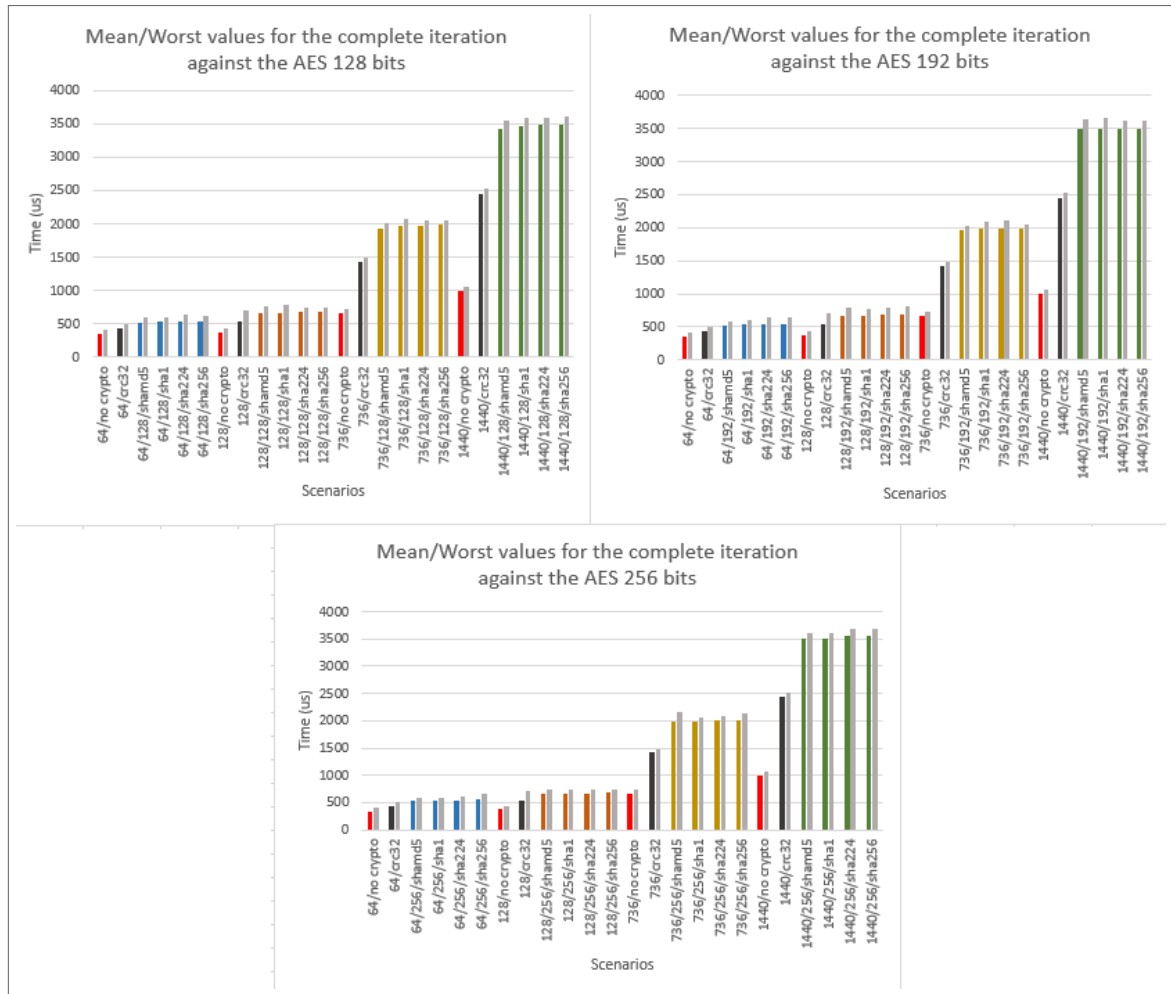 Mean/Worst values for the complete iteration
against the AES 128 bits
4000
3500
3000
2500
2000
1500
1000
500
0
Time (us)
64/no crypto
64/crc32
64/128/shamd5
64/128/sha1
64/128/sha224
64/128/sha256
128/no crypto
128/crc32
128/128/shamd5
128/128/sha1
128/128/sha224
128/128/sha256
736/no crypto
736/crc32
736/128/shamd5
736/128/sha1
736/128/sha224
736/128/sha256
1440/no crypto
1440/crc32
1440/128/shamd5
1440/128/sha1
1440/128/sha224
1440/128/sha256
Scenarios
Mean/Worst values for the complete iteration
against the AES 192 bits
4000
3500
3000
2500
2000
1500
1000
500
0
Time (us)
64/no crypto
64/crc32
64/192/shamd5
64/192/sha1
64/192/sha224
64/192/sha256
128/no crypto
128/crc32
128/192/shamd5
128/192/sha1
128/192/sha224
128/192/sha256
736/no crypto
736/crc32
736/192/shamd5
736/192/sha1
736/192/sha224
736/192/sha256
1440/no crypto
1440/crc32
1440/192/shamd5
1440/192/sha1
1440/192/sha224
1440/192/sha256
Scenarios
Mean/Worst values for the complete iteration
against the AES 256 bits
4000
3500
3000
2500
2000
1500
1000
500
0
Time (us)
64/no crypto
64/crc32
64/256/shamd5
64/256/sha1
64/256/sha224
64/256/sha256
128/no crypto
128/crc32
128/256/shamd5
128/256/sha1
128/256/sha224
128/256/sha256
736/no crypto
736/crc32
736/256/shamd5
736/256/sha1
736/256/sha224
736/256/sha256
1440/no crypto
1440/crc32
1440/256/shamd5
1440/256/sha1
1440/256/sha224
1440/256/sha256
Scenarios